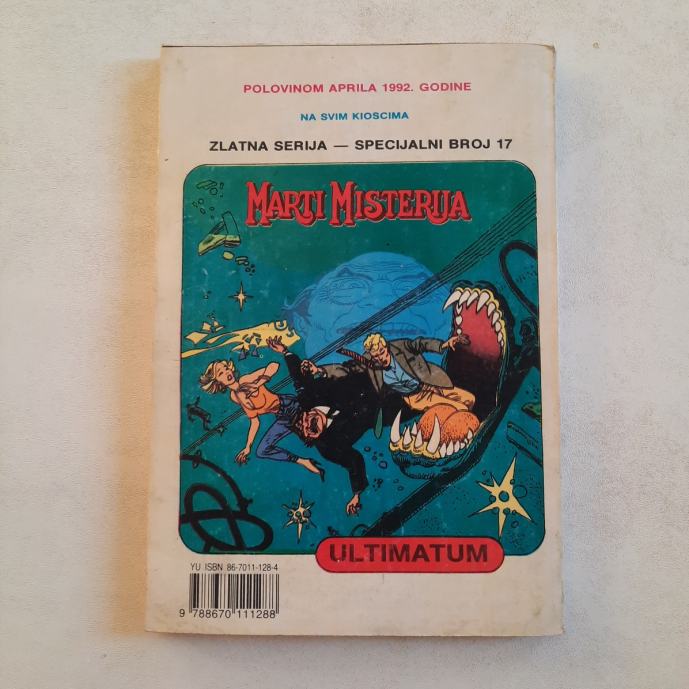 POLOVINOM APRILA 1992. GODINE
NA SVIM KIOSCIMA
ZLATNA SERIJA — SPECIJALNI BROJ 17
MARTI MISTERIJA
ULTIMATUM
YU ISBN 86-7011-128-4
9 788670 111288